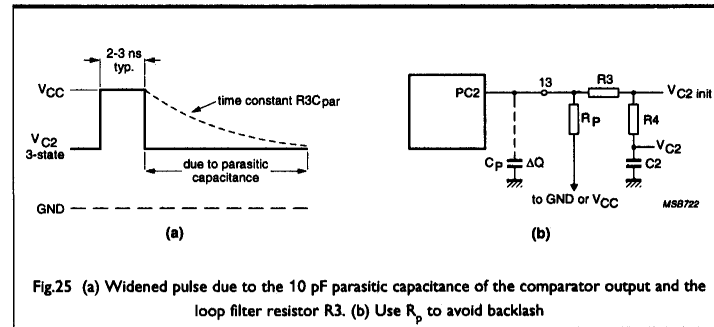 2-3 ns
typ.
VCC
time constant R3Cpar
VC2
3-state
due to parasitic
capacitance
GND
(a)
PC2
13
R3
VC2 init
RP
R4
VC2
CP
ΔQ
C2
to GND or VCC
MSB722
(b)
Fig.25 (a) Widened pulse due to the 10 pF parasitic capacitance of the comparator output and the
loop filter resistor R3. (b) Use Rp to avoid backlash